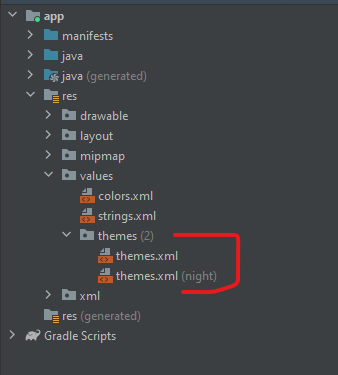 app
manifests
java
java (generated)
res
drawable
layout
mipmap
values
colors.xml
strings.xml
themes (2)
themes.xml
themes.xml (night)
xml
res (generated)
Gradle Scripts